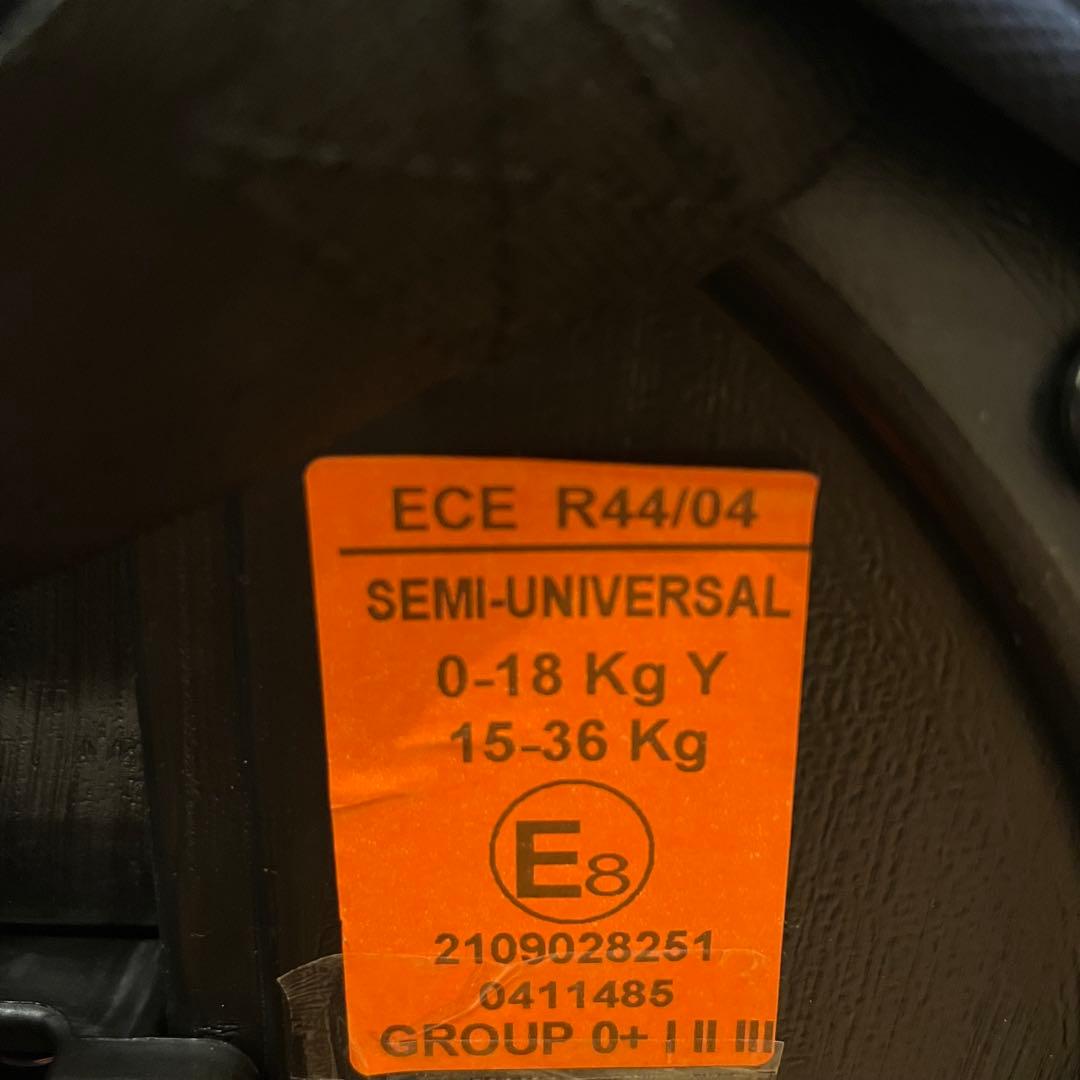 ECE R44/04
SEMI-UNIVERSAL
0-18 Kg Y
15-36 Kg
E8
2109028251
0411485
GROUP 0+ I II III